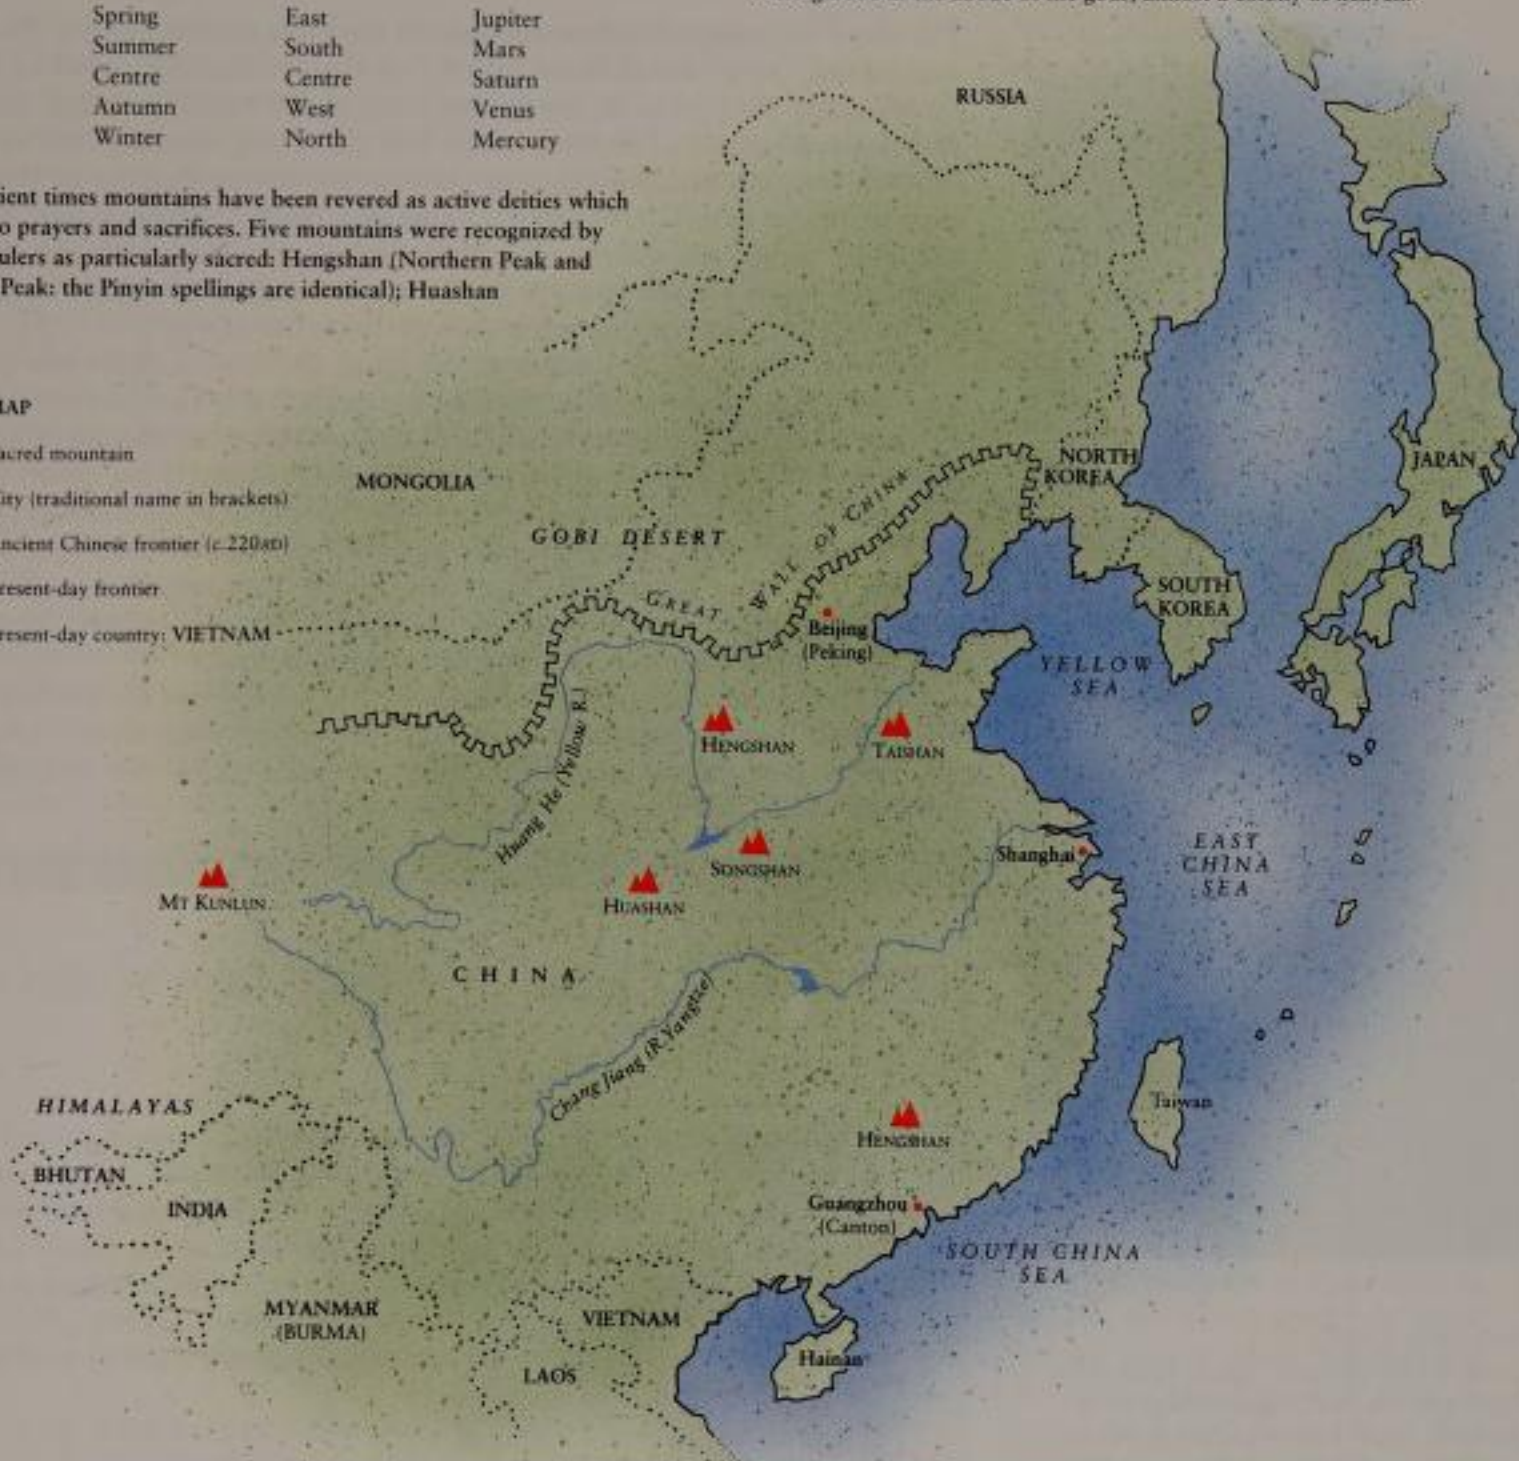 Spring East Jupiter
Summer South Mars
Centre Centre Saturn
Autumn West Venus
Winter North Mercury
ient times mountains have been revered as active deities which
o prayers and sacrifices. Five mountains were recognized by
ulers as particularly sacred: Hengshan (Northern Peak and
Peak: the Pinyin spellings are identical); Huashan
AP
acred mountain
ity (traditional name in brackets)
ncient Chinese frontier (c.220AD)
resent-day frontier
resent-day country: VIETNAM
RUSSIA
MONGOLIA
GOBI DESERT
GREAT WALL OF CHINA
NORTH
KOREA
JAPAN
SOUTH
KOREA
Beijing
(Peking)
YELLOW
SEA
HENGSHAN
TAISHAN
Huang He (Yellow R.)
SONGSHAN
Shanghai
EAST
CHINA
SEA
MT KUNLUN
HUASHAN
CHINA
Chang Jiang (R. Yangtze)
HIMALAYAS
Taiwan
HENGSHAN
BHUTAN
INDIA
Guangzhou
(Canton)
SOUTH CHINA
SEA
MYANMAR
(BURMA)
VIETNAM
LAOS
Hainan